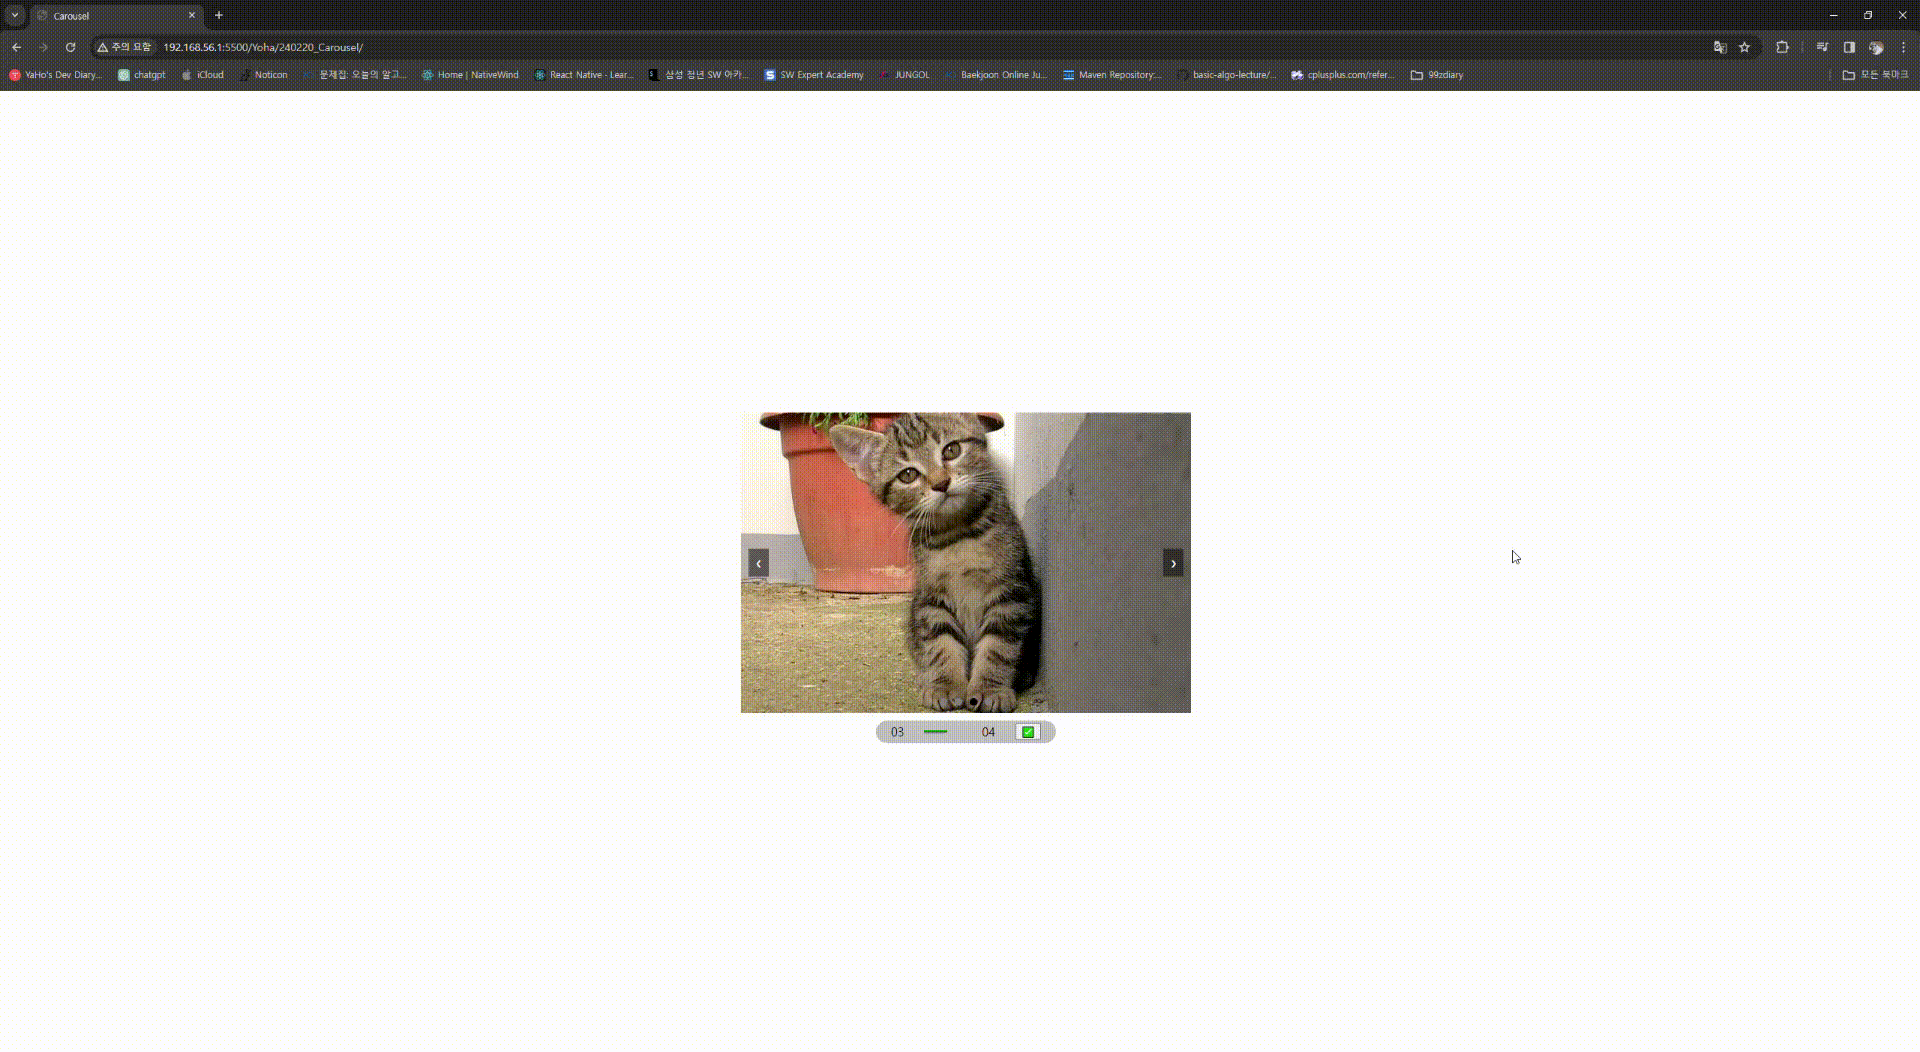 Carousel
주의 요함 192.168.56.1:5500/Yoha/240220_Carousel/
YaHo's Dev Diary... chatgpt iCloud Noticon 문제집: 오늘의 알고... Home | NativeWind React Native - Lear... 삼성 청년 SW 아카... SW Expert Academy JUNGOL Baekjoon Online Ju... Maven Repository:... basic-algo-lecture/... cplusplus.com/refer... 99zdiary 모든 북마크
03 04